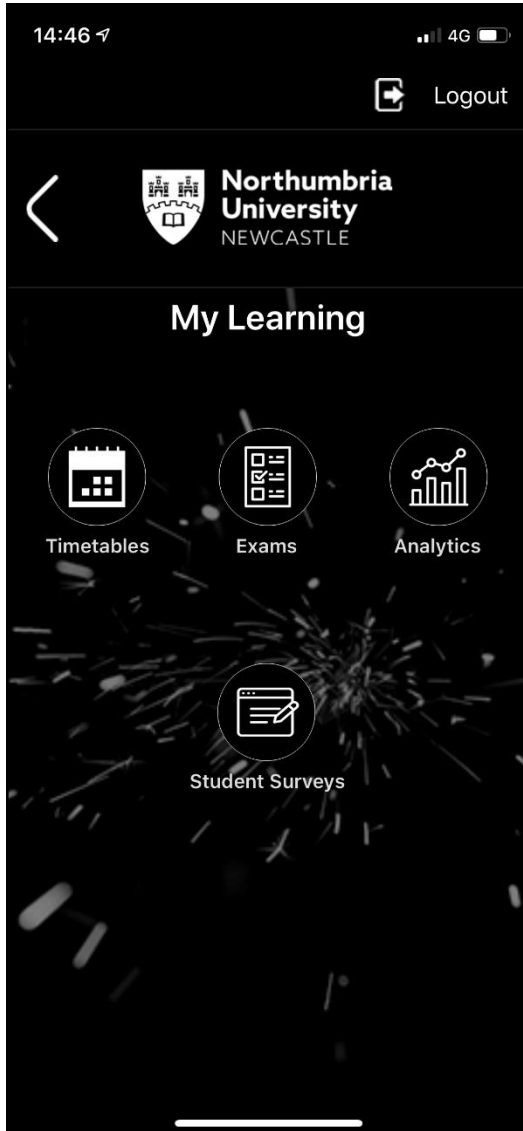 14:46
4G
Logout
Northumbria
University
NEWCASTLE
My Learning
Timetables
Exams
Analytics
Student Surveys